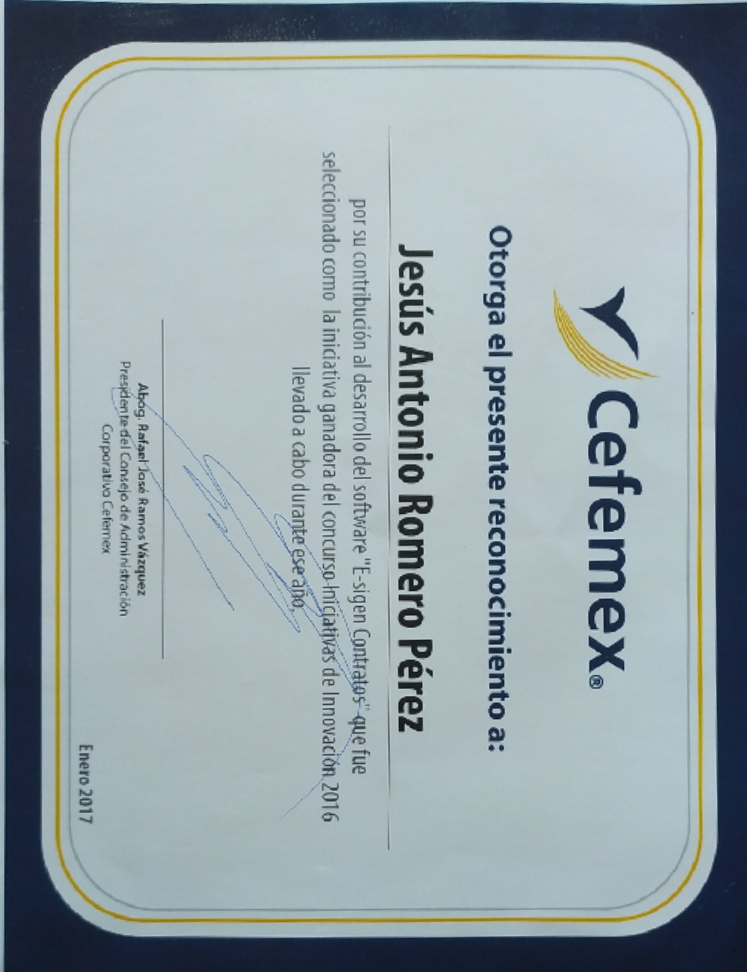 Cefemex®
Otorga el presente reconocimiento a:
Jesús Antonio Romero Pérez
por su contribución al desarrollo del software "E-sigen Contratos" que fue
seleccionado como la iniciativa ganadora del concurso Iniciativas de Innovación 2016
llevado a cabo durante ese año.
Abog. Rafael José Ramos Vázquez
Presidente del Consejo de Administración
Corporativo Cefemex
Enero 2017